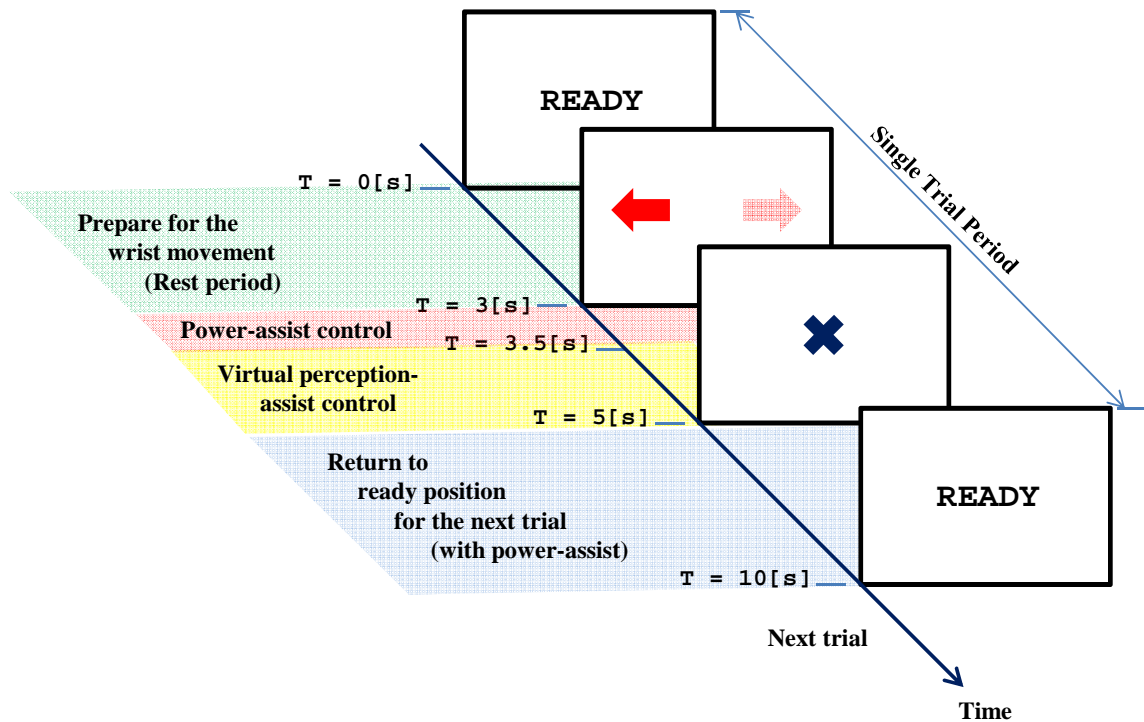 READY
Single Trial Period
T = 0[s]
Prepare for the
wrist movement
(Rest period)
T = 3[s]
Power-assist control
T = 3.5[s]
Virtual perception-
assist control
T = 5[s]
Return to
ready position
for the next trial
(with power-assist)
READY
T = 10[s]
Next trial
Time